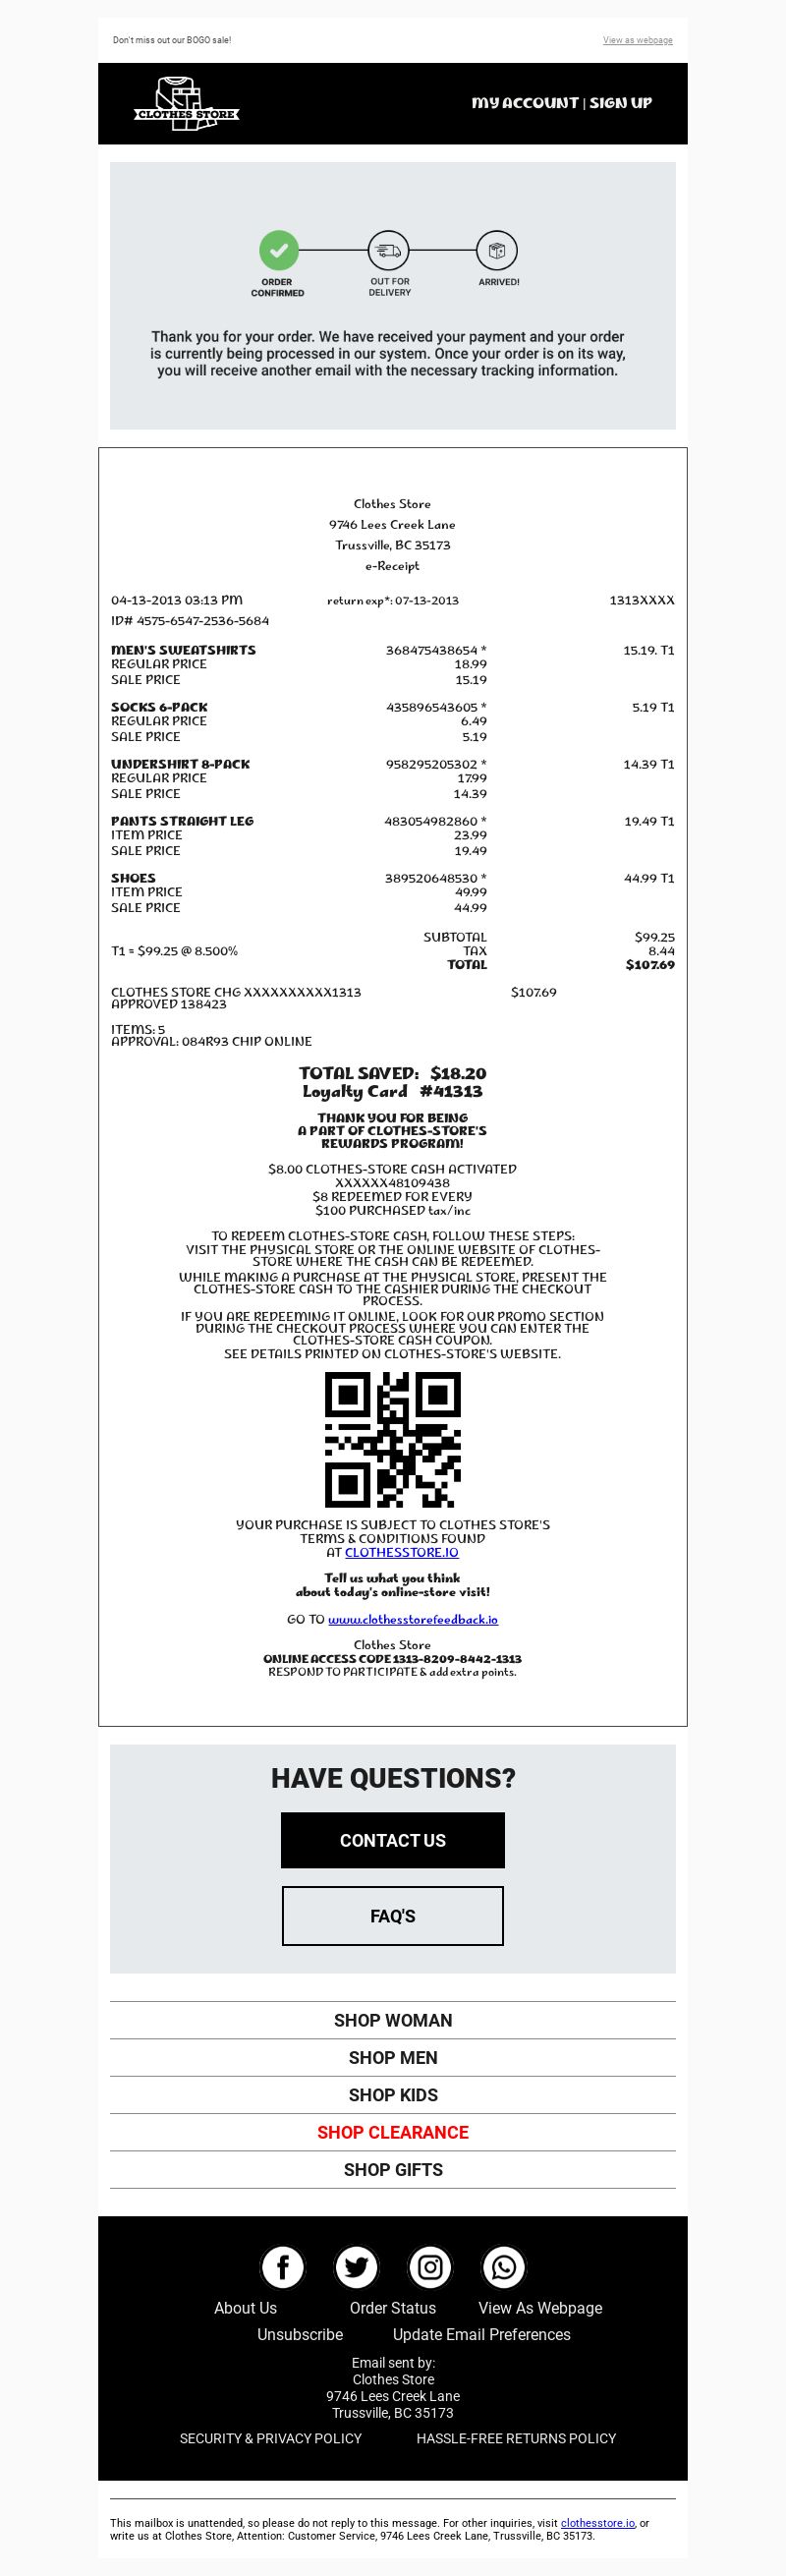 Don't miss out our BOGO sale! View as webpage
CLOTHES STORE
MY ACCOUNT | SIGN UP
ORDER CONFIRMED
OUT FOR DELIVERY
ARRIVED!
Thank you for your order. We have received your payment and your order
is currently being processed in our system. Once your order is on its way,
you will receive another email with the necessary tracking information.
Clothes Store
9746 Lees Creek Lane
Trussville, BC 35173
e-Receipt
04-13-2013 03:13 PM return exp*: 07-13-2013 1313XXXX
ID# 4575-6547-2536-5684
MEN'S SWEATSHIRTS 368475438654 * 15.19. T1
REGULAR PRICE 18.99
SALE PRICE 15.19
SOCKS 6-PACK 435896543605 * 5.19 T1
REGULAR PRICE 6.49
SALE PRICE 5.19
UNDERSHIRT 8-PACK 958295205302 * 14.39 T1
REGULAR PRICE 17.99
SALE PRICE 14.39
PANTS STRAIGHT LEG 483054982860 * 19.49 T1
ITEM PRICE 23.99
SALE PRICE 19.49
SHOES 389520648530 * 44.99 T1
ITEM PRICE 49.99
SALE PRICE 44.99
SUBTOTAL $99.25
T1 = $99.25 @ 8.500% TAX 8.44
TOTAL $107.69
CLOTHES STORE CHG XXXXXXXXXX1313 $107.69
APPROVED 138423
ITEMS: 5
APPROVAL: 084R93 CHIP ONLINE
TOTAL SAVED: $18.20
Loyalty Card #41313
THANK YOU FOR BEING
A PART OF CLOTHES-STORE'S
REWARDS PROGRAM!
$8.00 CLOTHES-STORE CASH ACTIVATED
XXXXXX48109438
$8 REDEEMED FOR EVERY
$100 PURCHASED tax/inc
TO REDEEM CLOTHES-STORE CASH, FOLLOW THESE STEPS:
VISIT THE PHYSICAL STORE OR THE ONLINE WEBSITE OF CLOTHES-
STORE WHERE THE CASH CAN BE REDEEMED.
WHILE MAKING A PURCHASE AT THE PHYSICAL STORE, PRESENT THE
CLOTHES-STORE CASH TO THE CASHIER DURING THE CHECKOUT
PROCESS.
IF YOU ARE REDEEMING IT ONLINE, LOOK FOR OUR PROMO SECTION
DURING THE CHECKOUT PROCESS WHERE YOU CAN ENTER THE
CLOTHES-STORE CASH COUPON.
SEE DETAILS PRINTED ON CLOTHES-STORE'S WEBSITE.
YOUR PURCHASE IS SUBJECT TO CLOTHES STORE'S
TERMS & CONDITIONS FOUND
AT CLOTHESSTORE.IO
Tell us what you think
about today's online-store visit!
GO TO www.clothesstorefeedback.io
Clothes Store
ONLINE ACCESS CODE 1313-8209-8442-1313
RESPOND TO PARTICIPATE & add extra points.
HAVE QUESTIONS?
CONTACT US
FAQ'S
SHOP WOMAN
SHOP MEN
SHOP KIDS
SHOP CLEARANCE
SHOP GIFTS
About Us Order Status View As Webpage
Unsubscribe Update Email Preferences
Email sent by:
Clothes Store
9746 Lees Creek Lane
Trussville, BC 35173
SECURITY & PRIVACY POLICY HASSLE-FREE RETURNS POLICY
This mailbox is unattended, so please do not reply to this message. For other inquiries, visit clothesstore.io, or
write us at Clothes Store, Attention: Customer Service, 9746 Lees Creek Lane, Trussville, BC 35173.